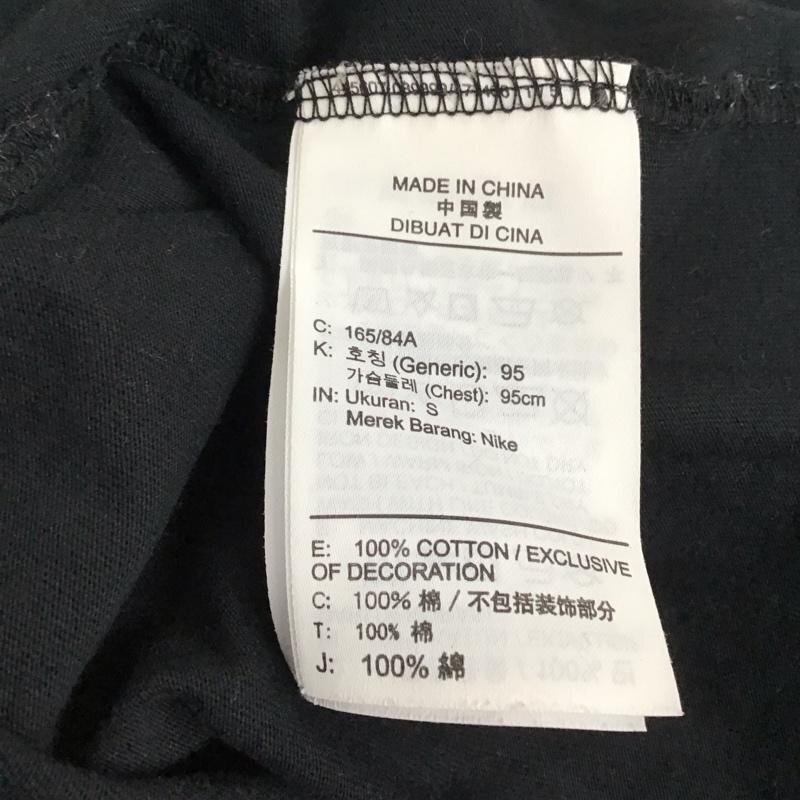 MADE IN CHINA
中国製
DIBUAT DI CINA
C: 165/84A
K: 호칭 (Generic): 95
가슴둘레 (Chest): 95cm
IN: Ukuran: S
Merek Barang: Nike
E: 100% COTTON / EXCLUSIVE
OF DECORATION
C: 100% 棉 / 不包括装饰部分
T: 100% 棉
J: 100% 綿